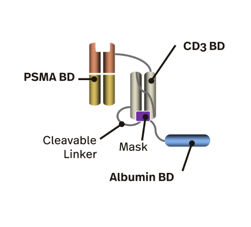 CD3 BD
PSMA BD
Cleavable
Linker
Mask
Albumin BD